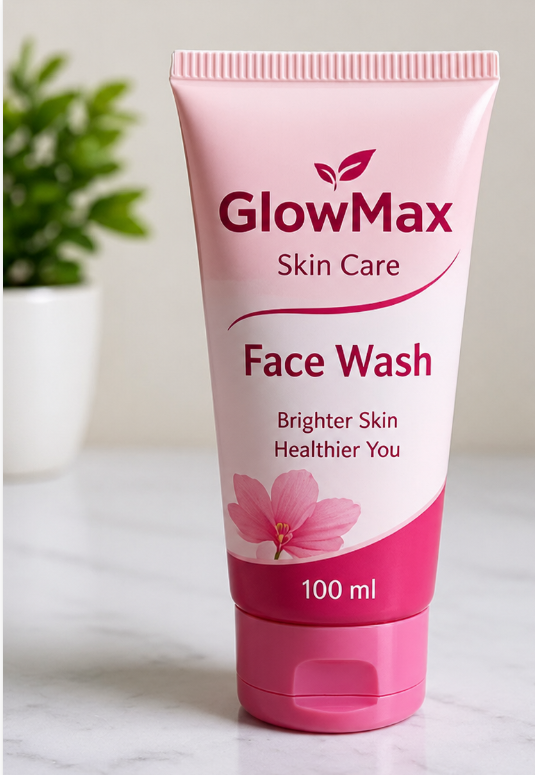 GlowMax
Skin Care
Face Wash
Brighter Skin
Healthier You
100 ml